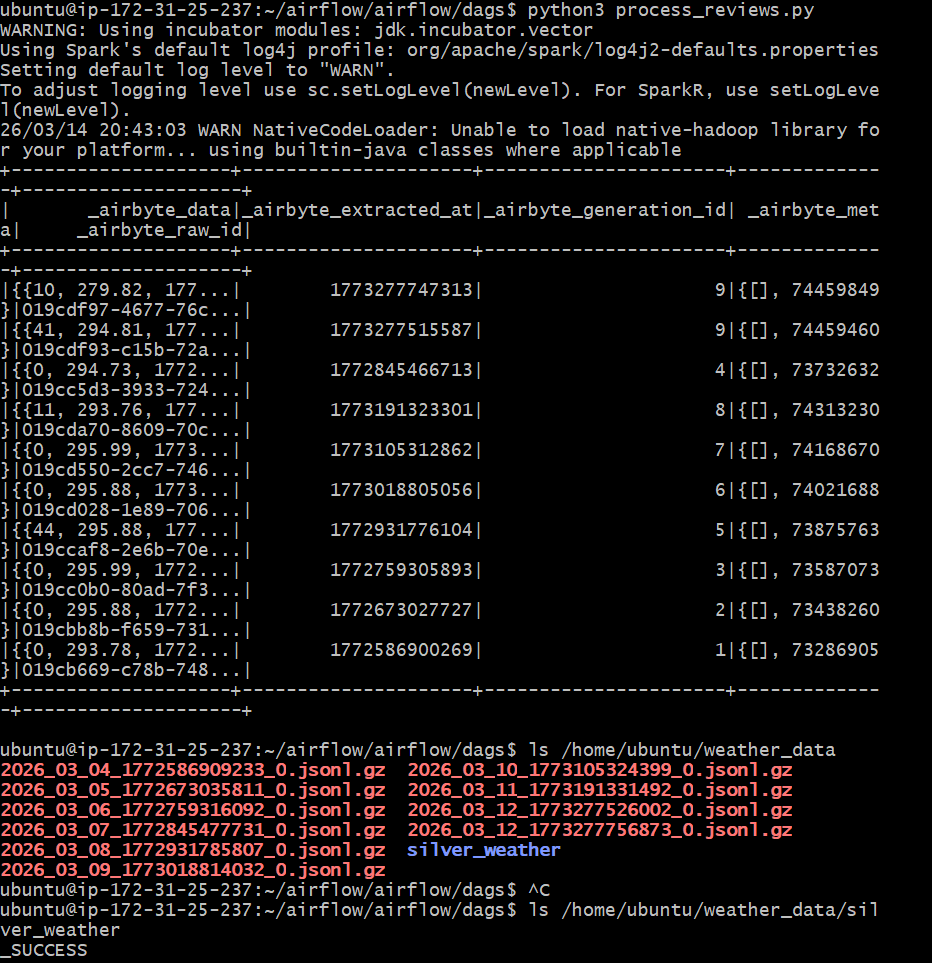 ubuntu@ip-172-31-25-237:~/airflow/airflow/dags$ python3 process_reviews.py
WARNING: Using incubator modules: jdk.incubator.vector
Using Spark's default log4j profile: org/apache/spark/log4j2-defaults.properties
Setting default log level to "WARN".
To adjust logging level use sc.setLogLevel(newLevel). For SparkR, use setLogLeve
l(newLevel).
26/03/14 20:43:03 WARN NativeCodeLoader: Unable to load native-hadoop library fo
r your platform... using builtin-java classes where applicable
+--------------------+---------------------+----------------------+-------------
-+--------------------+
|       _airbyte_data|_airbyte_extracted_at|_airbyte_generation_id| _airbyte_met
a|     _airbyte_raw_id|
+--------------------+---------------------+----------------------+-------------
-+--------------------+
|{{10, 279.82, 177...|        1773277747313|                     9|{[], 74459849
}|019cdf97-4677-76c...|
|{{41, 294.81, 177...|        1773277515587|                     9|{[], 74459460
}|019cdf93-c15b-72a...|
|{{0, 294.73, 1772...|        1772845466713|                     4|{[], 73732632
}|019cc5d3-3933-724...|
|{{11, 293.76, 177...|        1773191323301|                     8|{[], 74313230
}|019cda70-8609-70c...|
|{{0, 295.99, 1773...|        1773105312862|                     7|{[], 74168670
}|019cd550-2cc7-746...|
|{{0, 295.88, 1773...|        1773018805056|                     6|{[], 74021688
}|019cd028-1e89-706...|
|{{44, 295.88, 177...|        1772931776104|                     5|{[], 73875763
}|019ccaf8-2e6b-70e...|
|{{0, 295.99, 1772...|        1772759305893|                     3|{[], 73587073
}|019cc0b0-80ad-7f3...|
|{{0, 295.88, 1772...|        1772673027727|                     2|{[], 73438260
}|019cbb8b-f659-731...|
|{{0, 293.78, 1772...|        1772586900269|                     1|{[], 73286905
}|019cb669-c78b-748...|
+--------------------+---------------------+----------------------+-------------
-+--------------------+

ubuntu@ip-172-31-25-237:~/airflow/airflow/dags$ ls /home/ubuntu/weather_data
2026_03_04_1772586909233_0.jsonl.gz  2026_03_10_1773105324399_0.jsonl.gz
2026_03_05_1772673035811_0.jsonl.gz  2026_03_11_1773191331492_0.jsonl.gz
2026_03_06_1772759316092_0.jsonl.gz  2026_03_12_1773277526002_0.jsonl.gz
2026_03_07_1772845477731_0.jsonl.gz  2026_03_12_1773277756873_0.jsonl.gz
2026_03_08_1772931785807_0.jsonl.gz  silver_weather
2026_03_09_1773018814032_0.jsonl.gz
ubuntu@ip-172-31-25-237:~/airflow/airflow/dags$ ^C
ubuntu@ip-172-31-25-237:~/airflow/airflow/dags$ ls /home/ubuntu/weather_data/sil
ver_weather
_SUCCESS